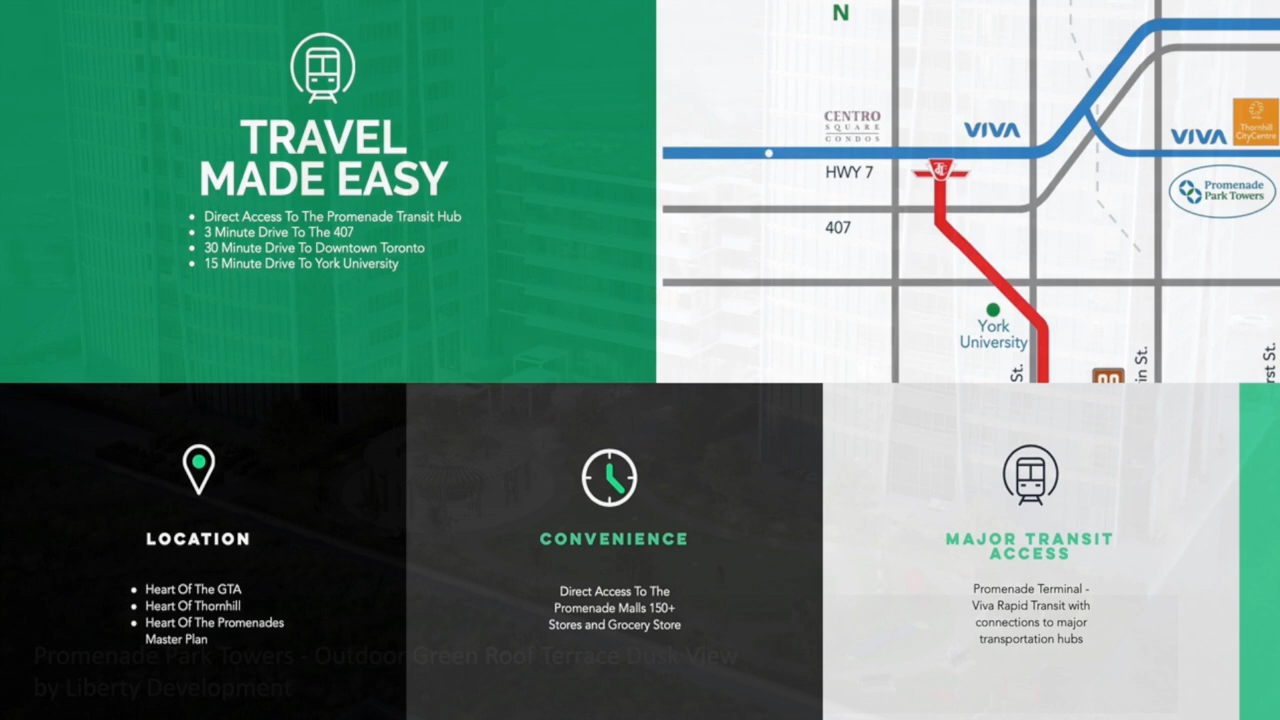 TRAVEL
MADE EASY
• Direct Access To The Promenade Transit Hub
• 3 Minute Drive To The 407
• 30 Minute Drive To Downtown Toronto
• 15 Minute Drive To York University
N
CENTRO
SQUARE
CONDOS
VIVA
VIVA
Thornhill
CityCentre
HWY 7
Promenade
Park Towers
407
York
University
St.
in St.
rst St.
LOCATION
• Heart Of The GTA
• Heart Of Thornhill
• Heart Of The Promenades
Master Plan
CONVENIENCE
Direct Access To The
Promenade Malls 150+
Stores and Grocery Store
MAJOR TRANSIT
ACCESS
Promenade Terminal -
Viva Rapid Transit with
connections to major
transportation hubs
Promenade Park Towers - Outdoor Green Roof Terrace Dusk View
by Liberty Development